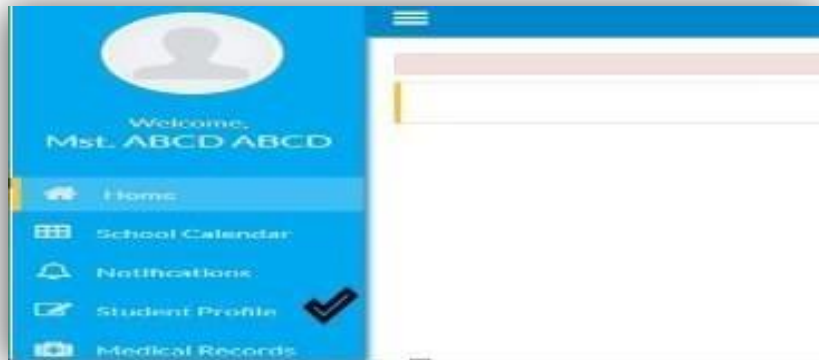 Welcome,
Mst. ABCD ABCD
Home
School Calendar
Notifications
Student Profile
Medical Records